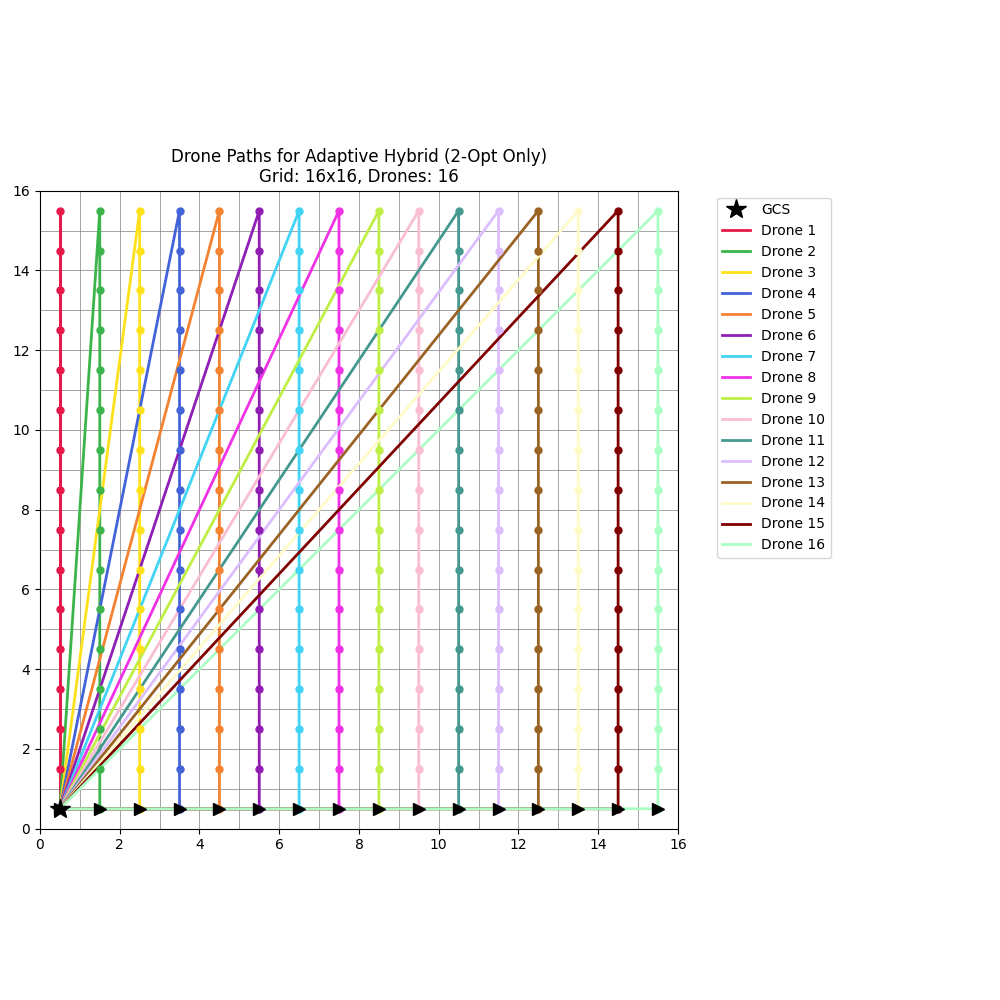 Drone Paths for Adaptive Hybrid (2-Opt Only)
Grid: 16x16, Drones: 16
16
14
12
10
8
6
4
2
0
0 2 4 6 8 10 12 14 16
GCS
Drone 1
Drone 2
Drone 3
Drone 4
Drone 5
Drone 6
Drone 7
Drone 8
Drone 9
Drone 10
Drone 11
Drone 12
Drone 13
Drone 14
Drone 15
Drone 16